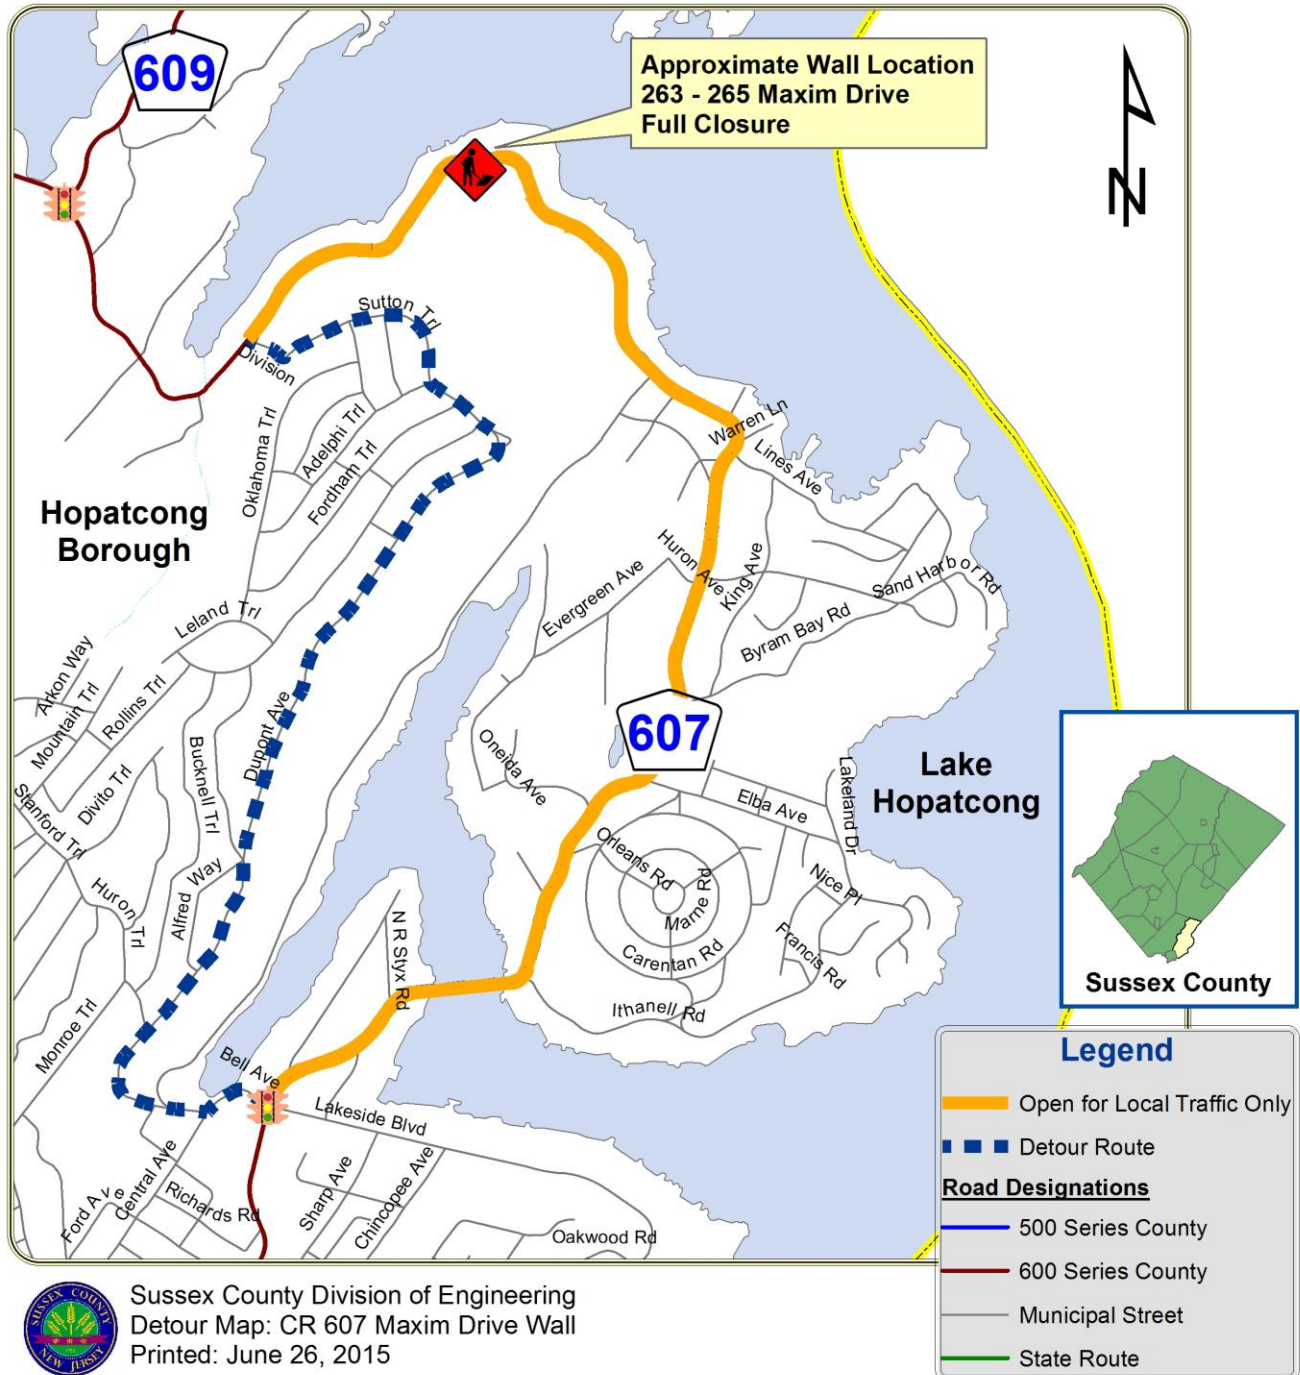 609
Approximate Wall Location
263 - 265 Maxim Drive
Full Closure
N
Sutton Trl
Division
Oklahoma Trl
Adelphi Trl
Fordham Trl
Warren Ln
Lines Ave
Hopatcong
Borough
Huron Ave
King Ave
Sand Harbor Rd
Evergreen Ave
Byram Bay Rd
Leland Trl
Arkon Way
Mountain Trl
Rollins Trl
Dupont Ave
Bucknell Trl
Divito Trl
Stanford Trl
607
Oneida Ave
Lake
Hopatcong
Lakeland Dr
Elba Ave
Orleans Rd
Nice Pl
Marne Rd
Huron Trl
Alfred Way
N R Styx Rd
Carentan Rd
Francis Rd
Ithanell Rd
Monroe Trl
Bell Ave
Lakeside Blvd
Ford Ave
Central Ave
Richards Rd
Sharp Ave
Chincopee Ave
Oakwood Rd
Sussex County
Legend
Open for Local Traffic Only
Detour Route
Road Designations
500 Series County
600 Series County
Municipal Street
State Route
SUSSEX COUNTY
NEW JERSEY
Sussex County Division of Engineering
Detour Map: CR 607 Maxim Drive Wall
Printed: June 26, 2015